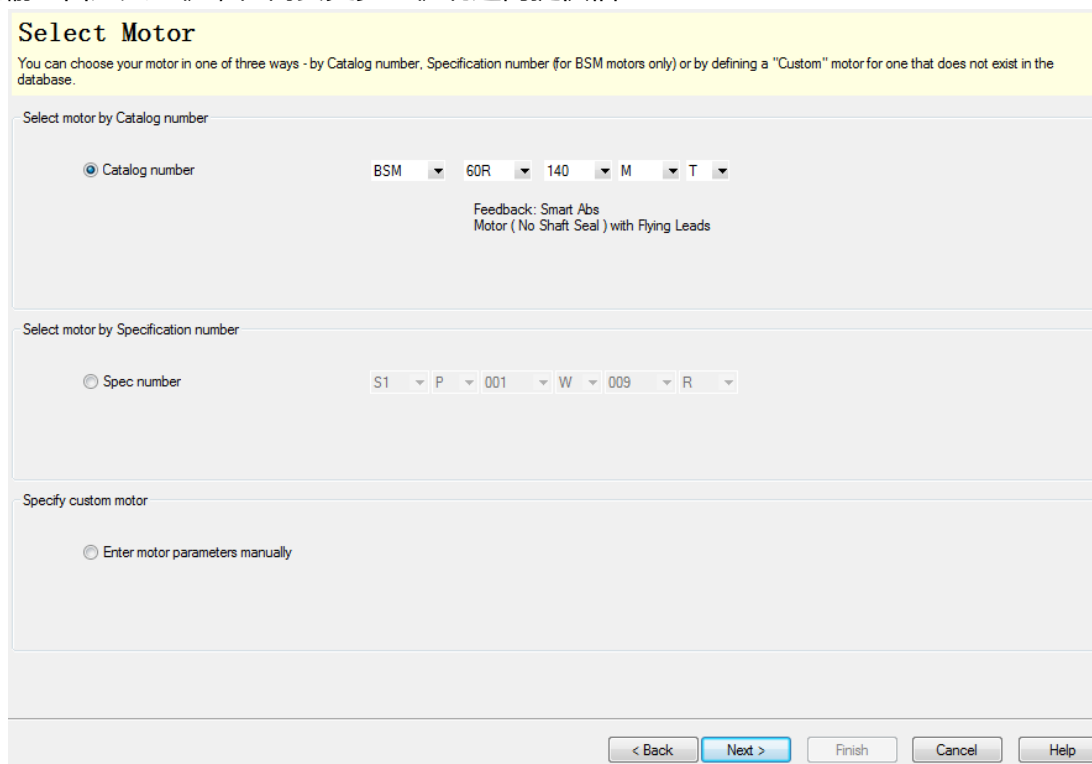 Select Motor
You can choose your motor in one of three ways - by Catalog number, Specification number (for BSM motors only) or by defining a "Custom" motor for one that does not exist in the
database.
Select motor by Catalog number
Catalog number BSM 60R 140 M T
Feedback: Smart Abs
Motor ( No Shaft Seal ) with Flying Leads
Select motor by Specification number
Spec number S1 P 001 W 009 R
Specify custom motor
Enter motor parameters manually
< Back Next > Finish Cancel Help